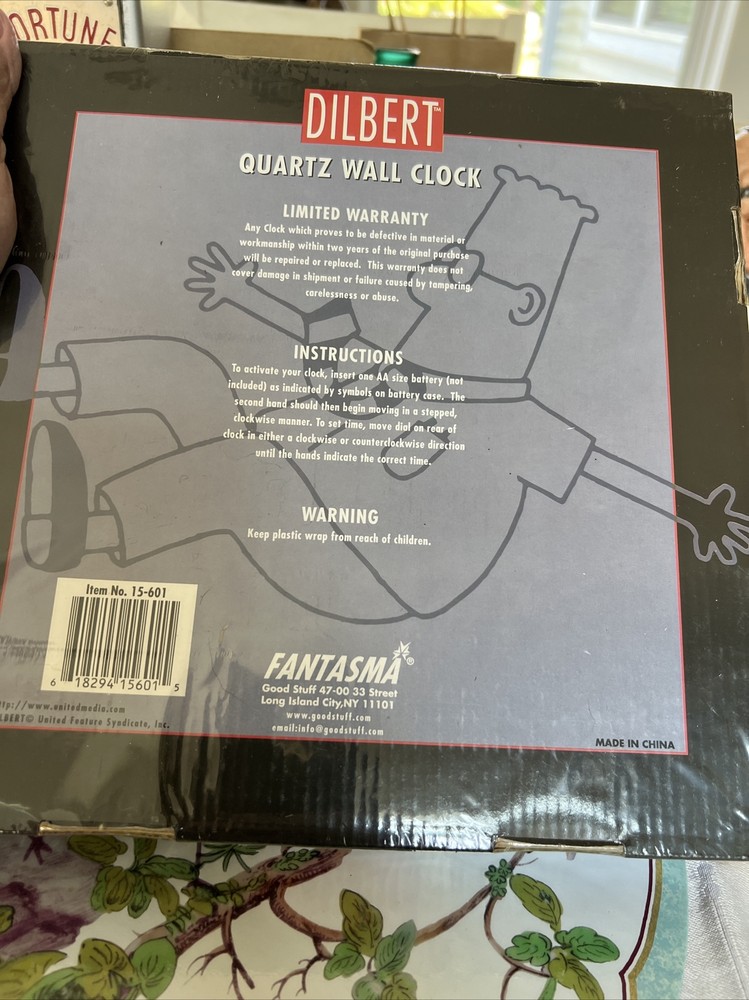 ORTUNE
DILBERT™
QUARTZ WALL CLOCK
LIMITED WARRANTY
Any Clock which proves to be defective in material or
workmanship within two years of the original purchase
will be repaired or replaced. This warranty does not
cover damage in shipment or failure caused by tampering,
carelessness or abuse.
INSTRUCTIONS
To activate your clock, insert one AA size battery (not
included) as indicated by symbols on battery case. The
second hand should then begin moving in a stepped,
clockwise manner. To set time, move dial on rear of
clock in either a clockwise or counterclockwise direction
until the hands indicate the correct time.
WARNING
Keep plastic wrap from reach of children.
Item No. 15-601
6 18294 15601 5
FANTASMA®
Good Stuff 47-00 33 Street
Long Island City,NY 11101
www.goodstuff.com
email:info@goodstuff.com
ttp://www.unitedmedia.com
LBERT© United Feature Syndicate, Inc.
MADE IN CHINA